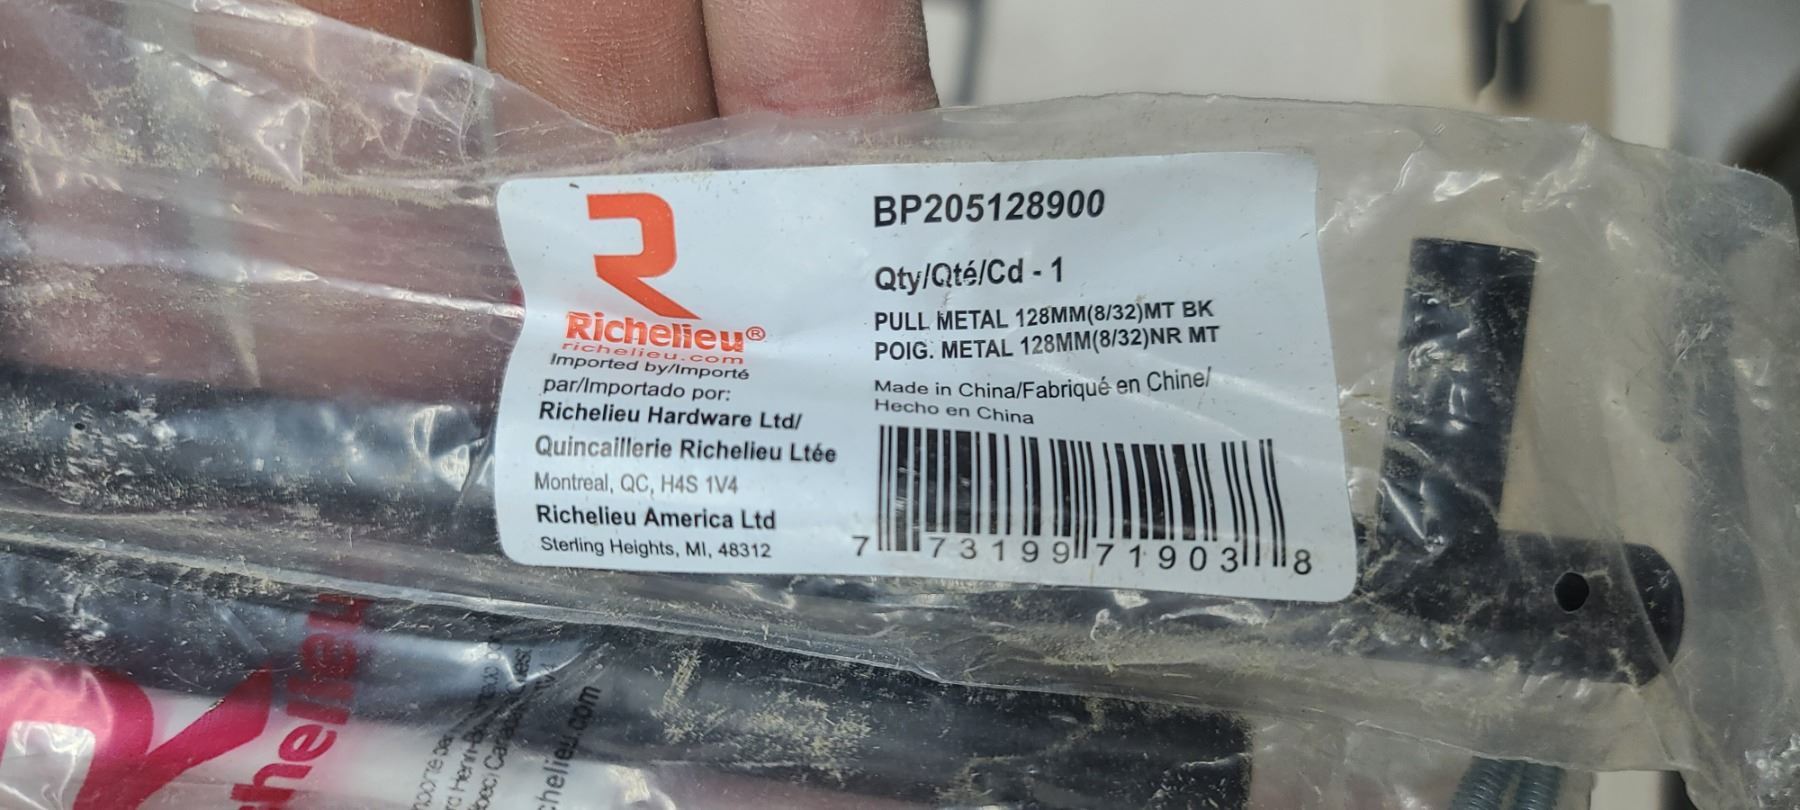 Richelieu®
richelieu.com
Imported by/Importé
par/Importado por:
Richelieu Hardware Ltd/
Quincaillerie Richelieu Ltée
Montreal, QC, H4S 1V4
Richelieu America Ltd
Sterling Heights, MI, 48312
BP205128900
Qty/Qté/Cd - 1
PULL METAL 128MM(8/32)MT BK
POIG. METAL 128MM(8/32)NR MT
Made in China/Fabriqué en Chine/
Hecho en China
7 73199 71903 8
helieu
chelieu.com